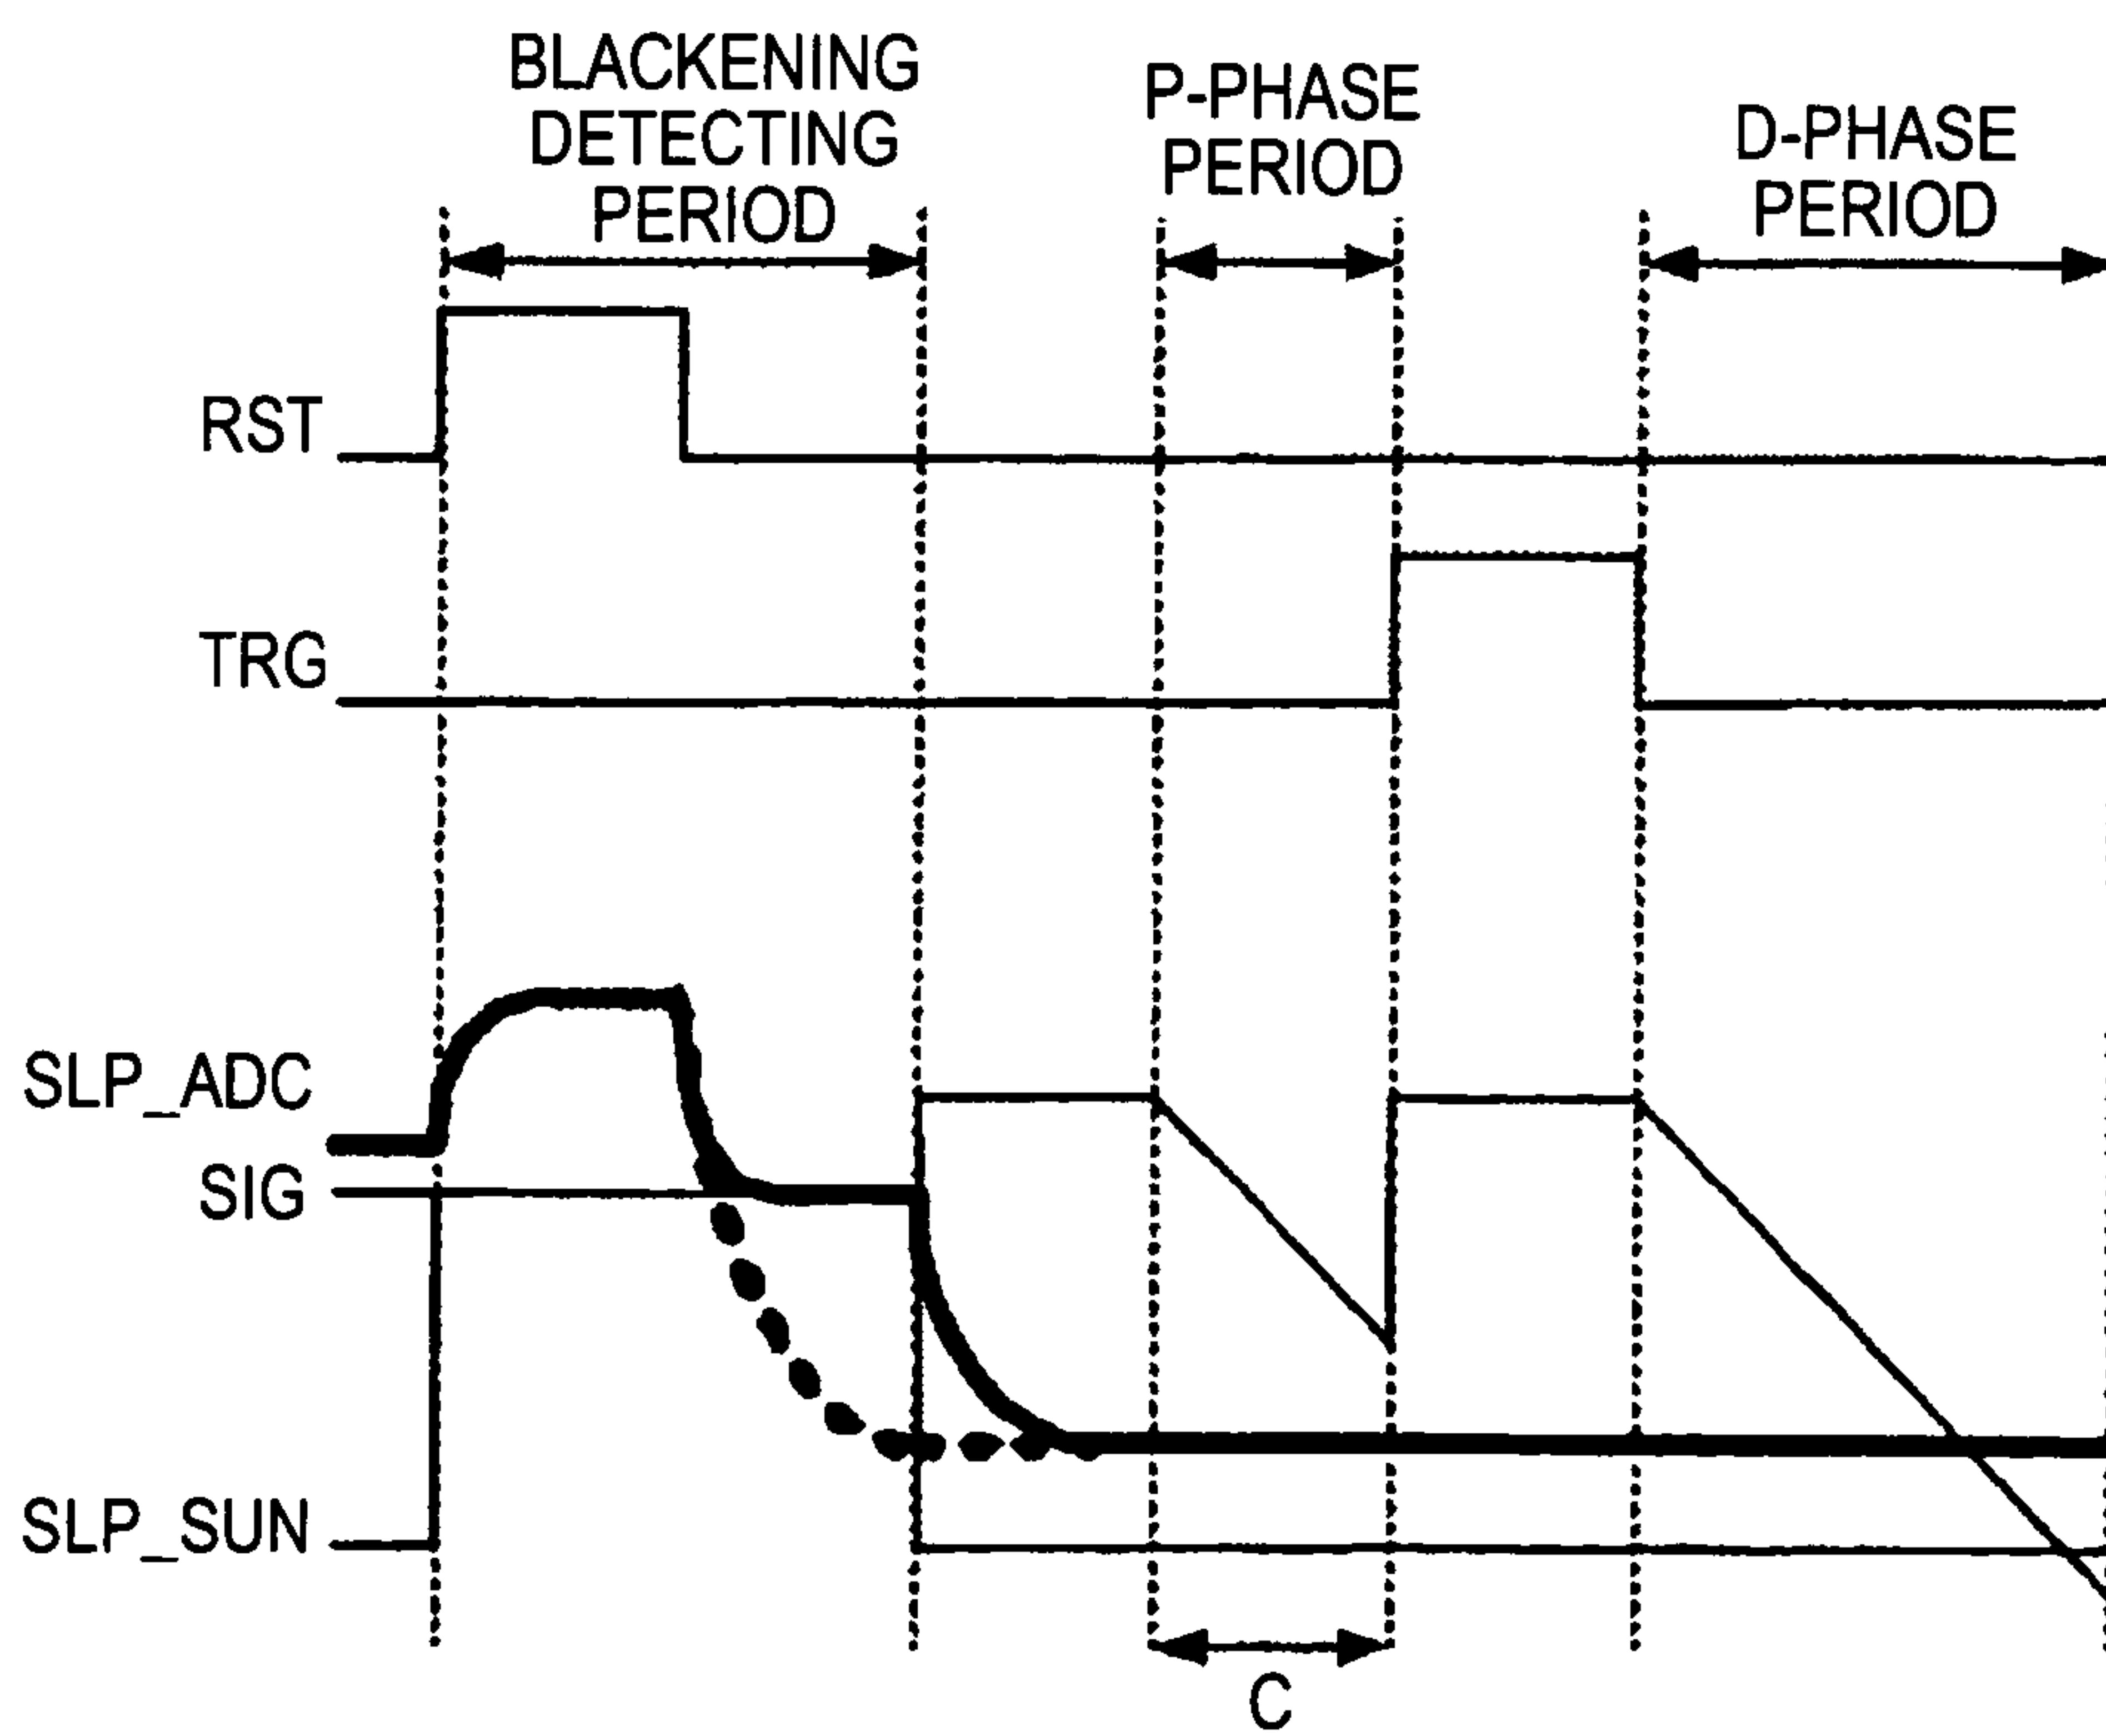 BLACKENING
DETECTING
PERIOD
P-PHASE
PERIOD
D-PHASE
PERIOD
RST
TRG
SLP_ADC
SIG
SLP_SUN
C